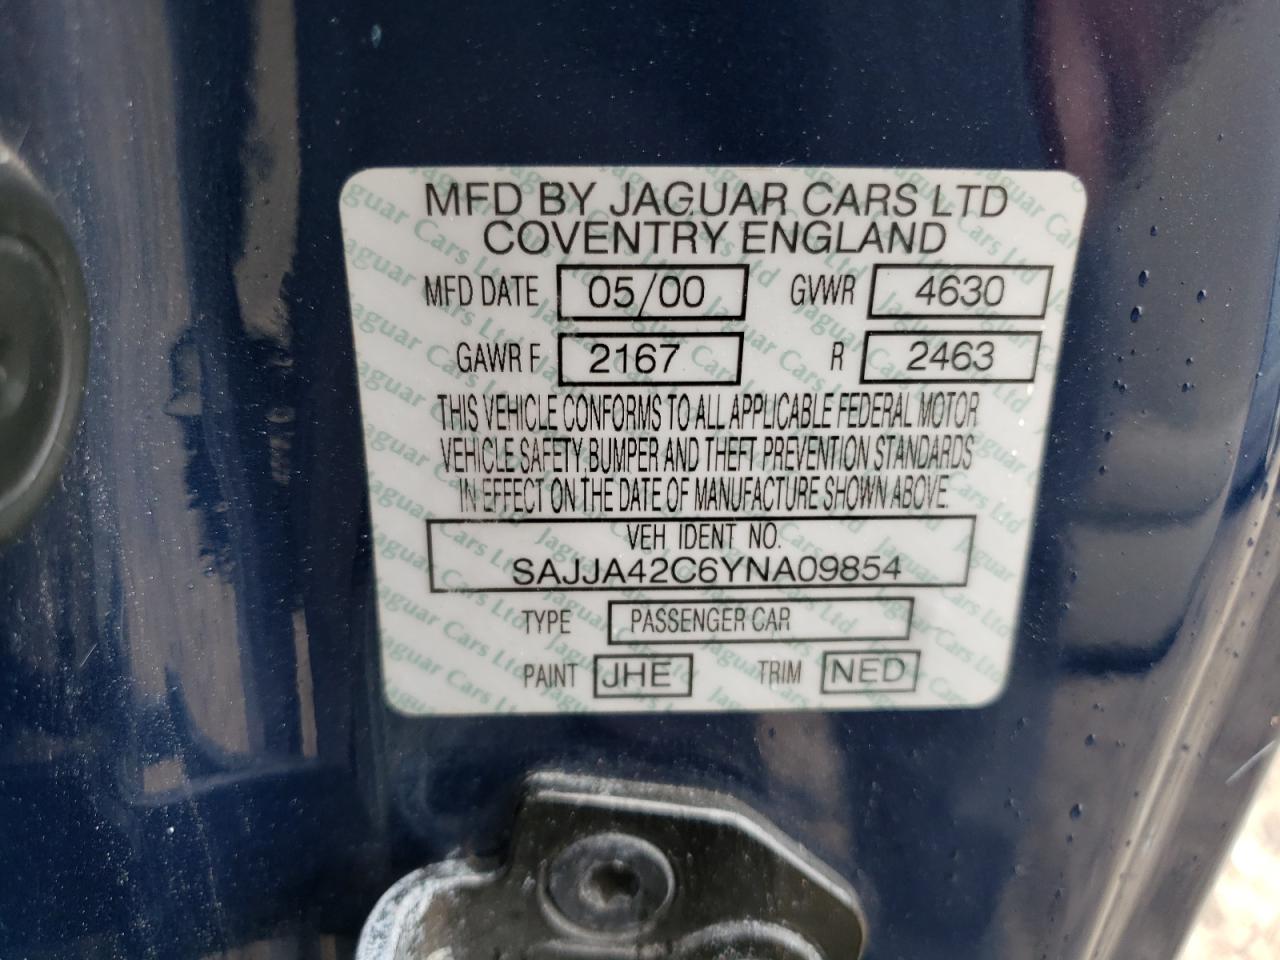 MFD BY JAGUAR CARS LTD
COVENTRY ENGLAND
MFD DATE 05/00 GVWR 4630
GAWR F 2167 R 2463
THIS VEHICLE CONFORMS TO ALL APPLICABLE FEDERAL MOTOR
VEHICLE SAFETY, BUMPER AND THEFT PREVENTION STANDARDS
IN EFFECT ON THE DATE OF MANUFACTURE SHOWN ABOVE.
VEH IDENT NO.
SAJJA42C6YNA09854
TYPE PASSENGER CAR
PAINT JHE TRIM NED